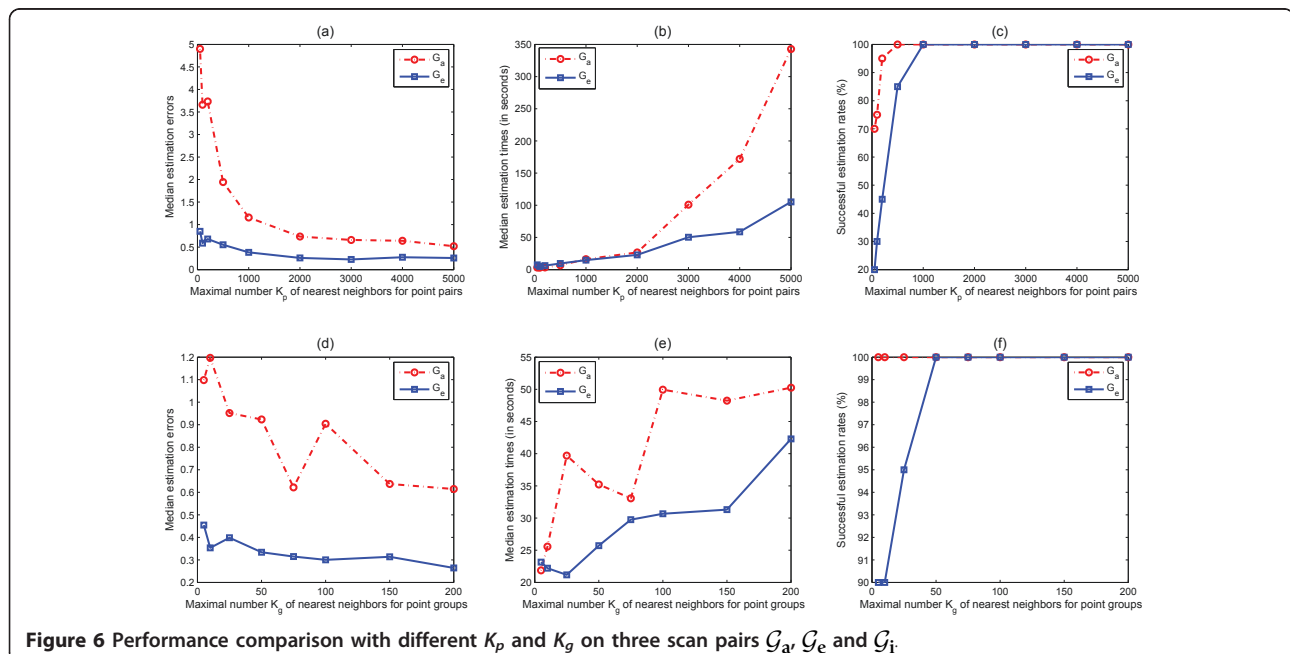 (a)
5
4.5
4
3.5
3
2.5
2
1.5
1
0.5
0
Median estimation errors
G_a
G_e
0 1000 2000 3000 4000 5000
Maximal number K_p of nearest neighbors for point pairs
(b)
350
300
250
200
150
100
50
0
Median estimation times (in seconds)
G_a
G_e
0 1000 2000 3000 4000 5000
Maximal number K_p of nearest neighbors for point pairs
(c)
100
90
80
70
60
50
40
30
20
Successful estimation rates (%)
G_a
G_e
0 1000 2000 3000 4000 5000
Maximal number K_p of nearest neighbors for point pairs
(d)
1.2
1.1
1
0.9
0.8
0.7
0.6
0.5
0.4
0.3
0.2
Median estimation errors
G_a
G_e
0 50 100 150 200
Maximal number K_g of nearest neighbors for point groups
(e)
55
50
45
40
35
30
25
20
Median estimation times (in seconds)
G_a
G_e
0 50 100 150 200
Maximal number K_g of nearest neighbors for point groups
(f)
100
99
98
97
96
95
94
93
92
91
90
Successful estimation rates (%)
G_a
G_e
0 50 100 150 200
Maximal number K_g of nearest neighbors for point groups
Figure 6 Performance comparison with different K_p and K_g on three scan pairs G_a, G_e and G_i.